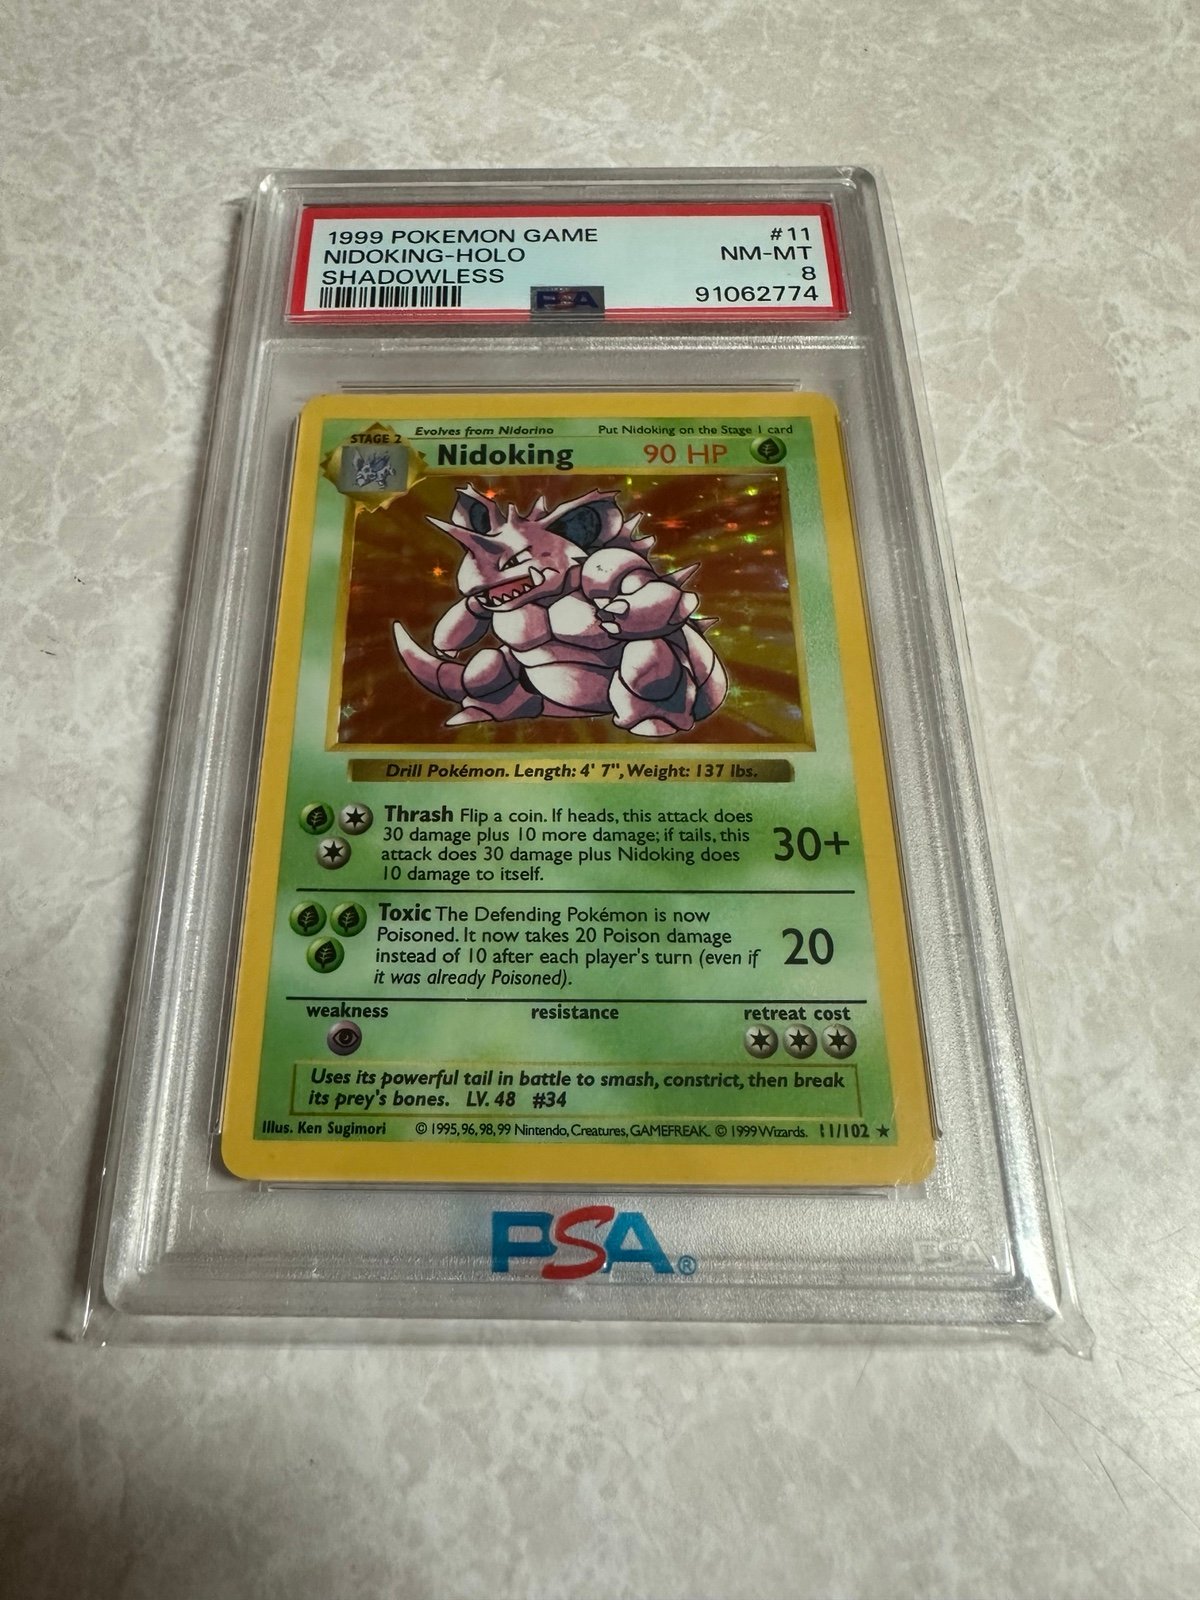 1999 POKEMON GAME #11
NIDOKING-HOLO NM-MT
SHADOWLESS 8
PSA 91062774
STAGE 2 Evolves from Nidorino Put Nidoking on the Stage 1 card
Nidoking 90 HP
Drill Pokémon. Length: 4' 7", Weight: 137 lbs.
Thrash Flip a coin. If heads, this attack does
30 damage plus 10 more damage; if tails, this
attack does 30 damage plus Nidoking does
10 damage to itself.
30+
Toxic The Defending Pokémon is now
Poisoned. It now takes 20 Poison damage
instead of 10 after each player's turn (even if
it was already Poisoned).
20
weakness resistance retreat cost
Uses its powerful tail in battle to smash, constrict, then break
its prey's bones. LV. 48 #34
Illus. Ken Sugimori © 1995, 96, 98, 99 Nintendo, Creatures, GAMEFREAK. © 1999 Wizards. 11/102 ★
PSA®
PSA